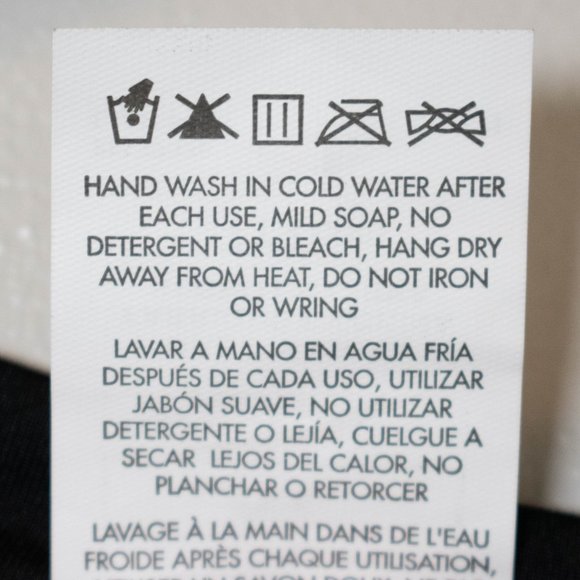 HAND WASH IN COLD WATER AFTER
EACH USE, MILD SOAP, NO
DETERGENT OR BLEACH, HANG DRY
AWAY FROM HEAT, DO NOT IRON
OR WRING
LAVAR A MANO EN AGUA FRÍA
DESPUÉS DE CADA USO, UTILIZAR
JABÓN SUAVE, NO UTILIZAR
DETERGENTE O LEJÍA, CUELGUE A
SECAR LEJOS DEL CALOR, NO
PLANCHAR O RETORCER
LAVAGE À LA MAIN DANS DE L'EAU
FROIDE APRÈS CHAQUE UTILISATION,